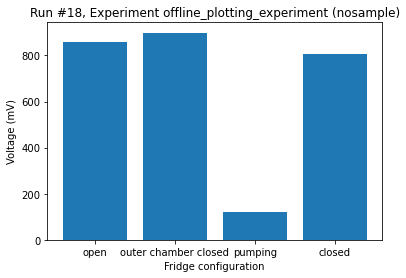 Run #18, Experiment offline_plotting_experiment (nosample)
800
600
400
200
0
Voltage (mV)
open outer chamber closed pumping closed
Fridge configuration